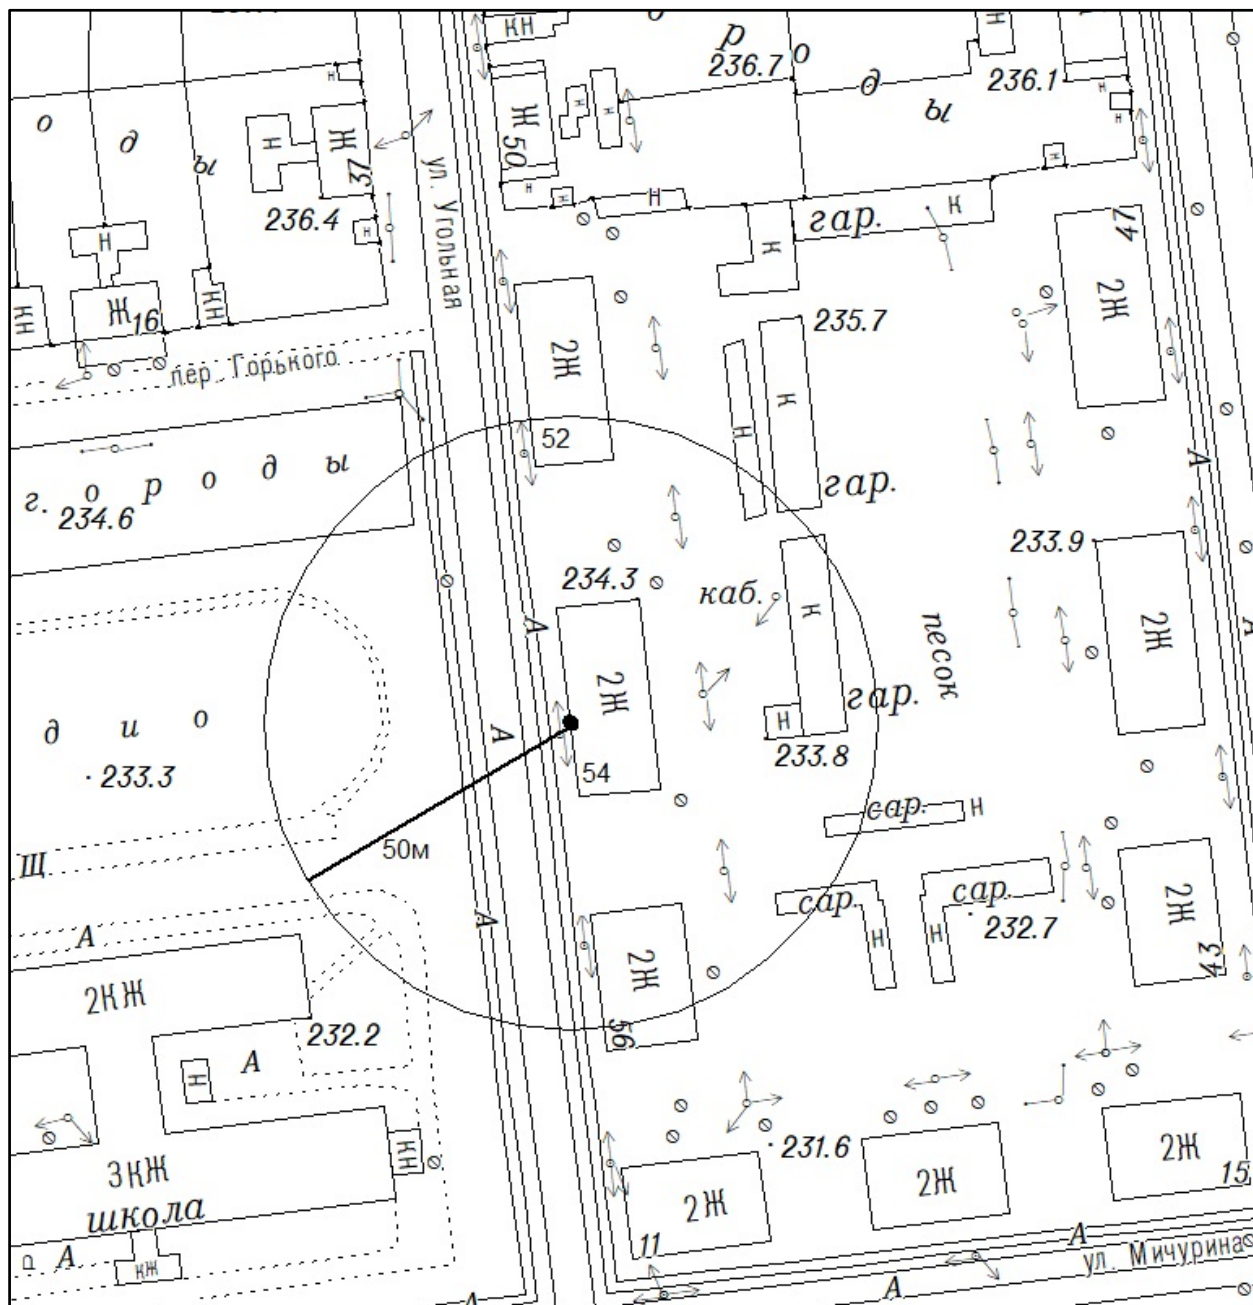 КН
о
р
о
д
ы
236.7
236.1
Н
Н
Н
о
д
ы
Н
Ж
37
236.4
Н
ул. Угольная
Ж
50
Н
Н
Н
Н
Н
Н
Н
Н
К
гар.
К
47
2Ж
Н
КН
Ж
16
КН
пер. Горького
2Ж
52
235.7
К
Н
гар.
А
г. о р о д ы
234.6
234.3
каб.
К
233.9
песок
2Ж
А
А
2Ж
54
А
гар.
Н
233.8
д и о
233.3
50м
сар.
Н
Щ
А
А
сар.
Н
сар.
Н
232.7
2Ж
43
2КЖ
232.2
А
Н
2Ж
56
231.6
3КЖ
школа
КН
2Ж
11
2Ж
2Ж
15
А
КЖ
А
А
А
ул. Мичурина